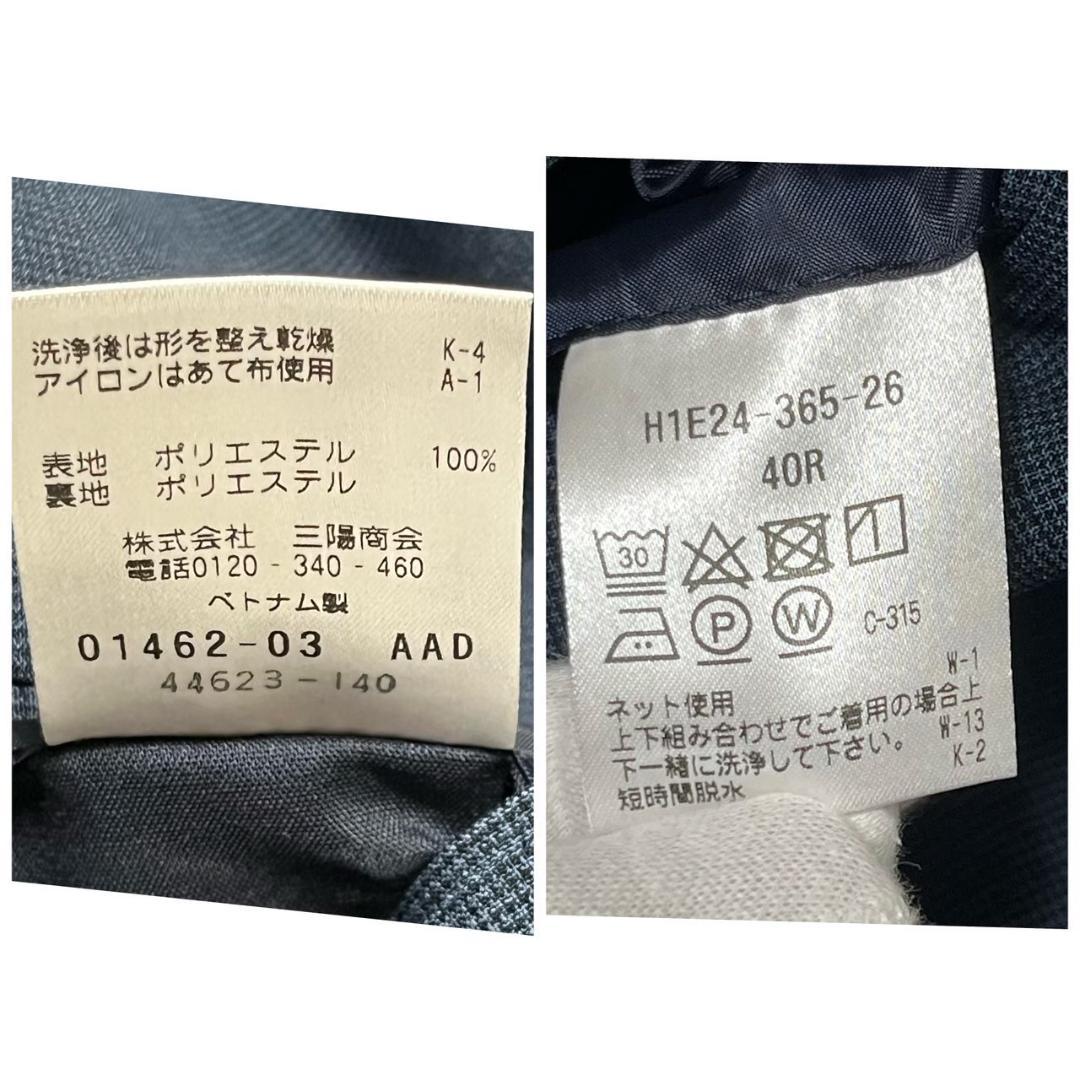 洗浄後は形を整え乾燥 K-4
アイロンはあて布使用 A-1
表地 ポリエステル 100%
裏地 ポリエステル
株式会社 三陽商会
電話0120-340-460
ベトナム製
01462-03 AAD
44623-140
H1E24-365-26
40R
30
1
P W C-315
W-1
ネット使用
上下組み合わせでご着用の場合上 W-13
下一緒に洗浄して下さい。 K-2
短時間脱水